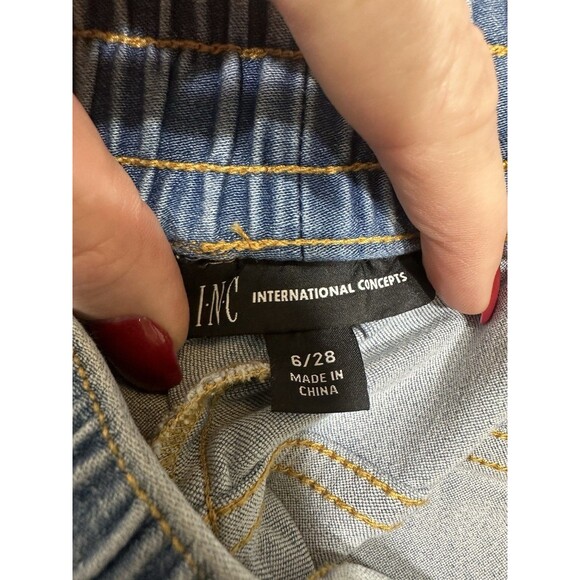 I·N·C INTERNATIONAL CONCEPTS
6/28
MADE IN
CHINA